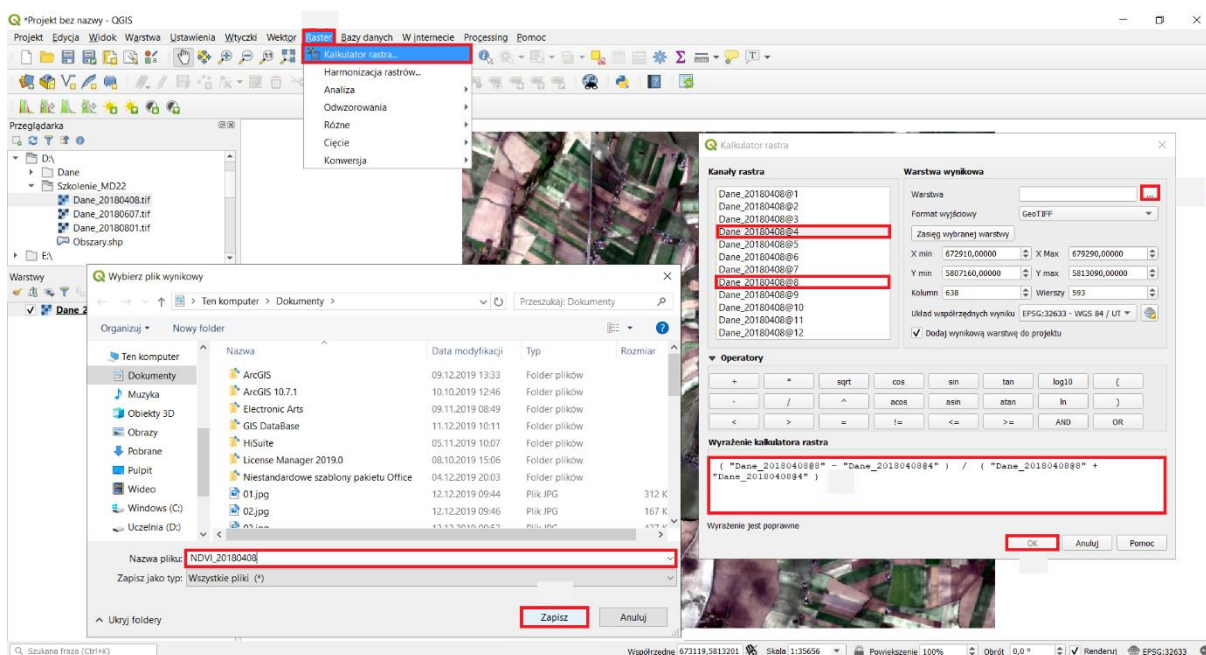 *Projekt bez nazwy - QGIS
Projekt Edycja Widok Warstwa Ustawienia Wtyczki Wektor Raster Bazy danych W internecie Processing Pomoc
Kalkulator rastra...
Harmonizacja rastrów...
Analiza
Odwzorowania
Różne
Cięcie
Konwersja
Przeglądarka
D:\
Dane
Szkolenie_MD22
Dane_20180408.tif
Dane_20180607.tif
Dane_20180801.tif
Obszary.shp
E:\
Warstwy
Dane_2
Wybierz plik wynikowy
Ten komputer > Dokumenty >
Przeszukaj: Dokumenty
Organizuj
Nowy folder
Ten komputer
Dokumenty
Muzyka
Obiekty 3D
Obrazy
Pobrane
Pulpit
Wideo
Windows (C:)
Uczelnia (D:)
Nazwa Data modyfikacji Typ Rozmiar
ArcGIS 09.12.2019 13:33 Folder plików
ArcGIS 10.7.1 10.10.2019 12:46 Folder plików
Electronic Arts 09.11.2019 08:49 Folder plików
GIS DataBase 11.12.2019 10:11 Folder plików
HiSuite 05.11.2019 10:07 Folder plików
License Manager 2019.0 08.10.2019 15:06 Folder plików
Niestandardowe szablony pakietu Office 04.12.2019 20:03 Folder plików
01.jpg 12.12.2019 09:44 Plik JPG 312 K
02.jpg 12.12.2019 09:46 Plik JPG 167 K
Nazwa pliku: NDVI_20180408
Zapisz jako typ: Wszystkie pliki (*)
Ukryj foldery
Zapisz
Anuluj
Kalkulator rastra
Kanały rastra
Dane_20180408@1
Dane_20180408@2
Dane_20180408@3
Dane_20180408@4
Dane_20180408@5
Dane_20180408@6
Dane_20180408@7
Dane_20180408@8
Dane_20180408@9
Dane_20180408@10
Dane_20180408@11
Dane_20180408@12
Warstwa wynikowa
Warstwa ...
Format wyjściowy GeoTIFF
Zasięg wybranej warstwy
X min 672910,00000 X Max 679290,00000
Y min 5807160,00000 Y max 5813090,00000
Kolumn 638 Wierszy 593
Układ współrzędnych wyniku EPSG:32633 - WGS 84 / UT
Dodaj wynikową warstwę do projektu
Operatory
+ * sqrt cos sin tan log10 (
- / ^ acos asin atan ln )
< > = != <= >= AND OR
Wyrażenie kalkulatora rastra
( "Dane_20180408@8" - "Dane_20180408@4" ) / ( "Dane_20180408@8" +
"Dane_20180408@4" )
Wyrażenie jest poprawne
OK
Anuluj
Pomoc
Szukana fraza (Ctrl+K)
Współrzędne 673119,5813201 Skala 1:35656 Powiększenie 100% Obrót 0,0 ° Renderuj EPSG:32633